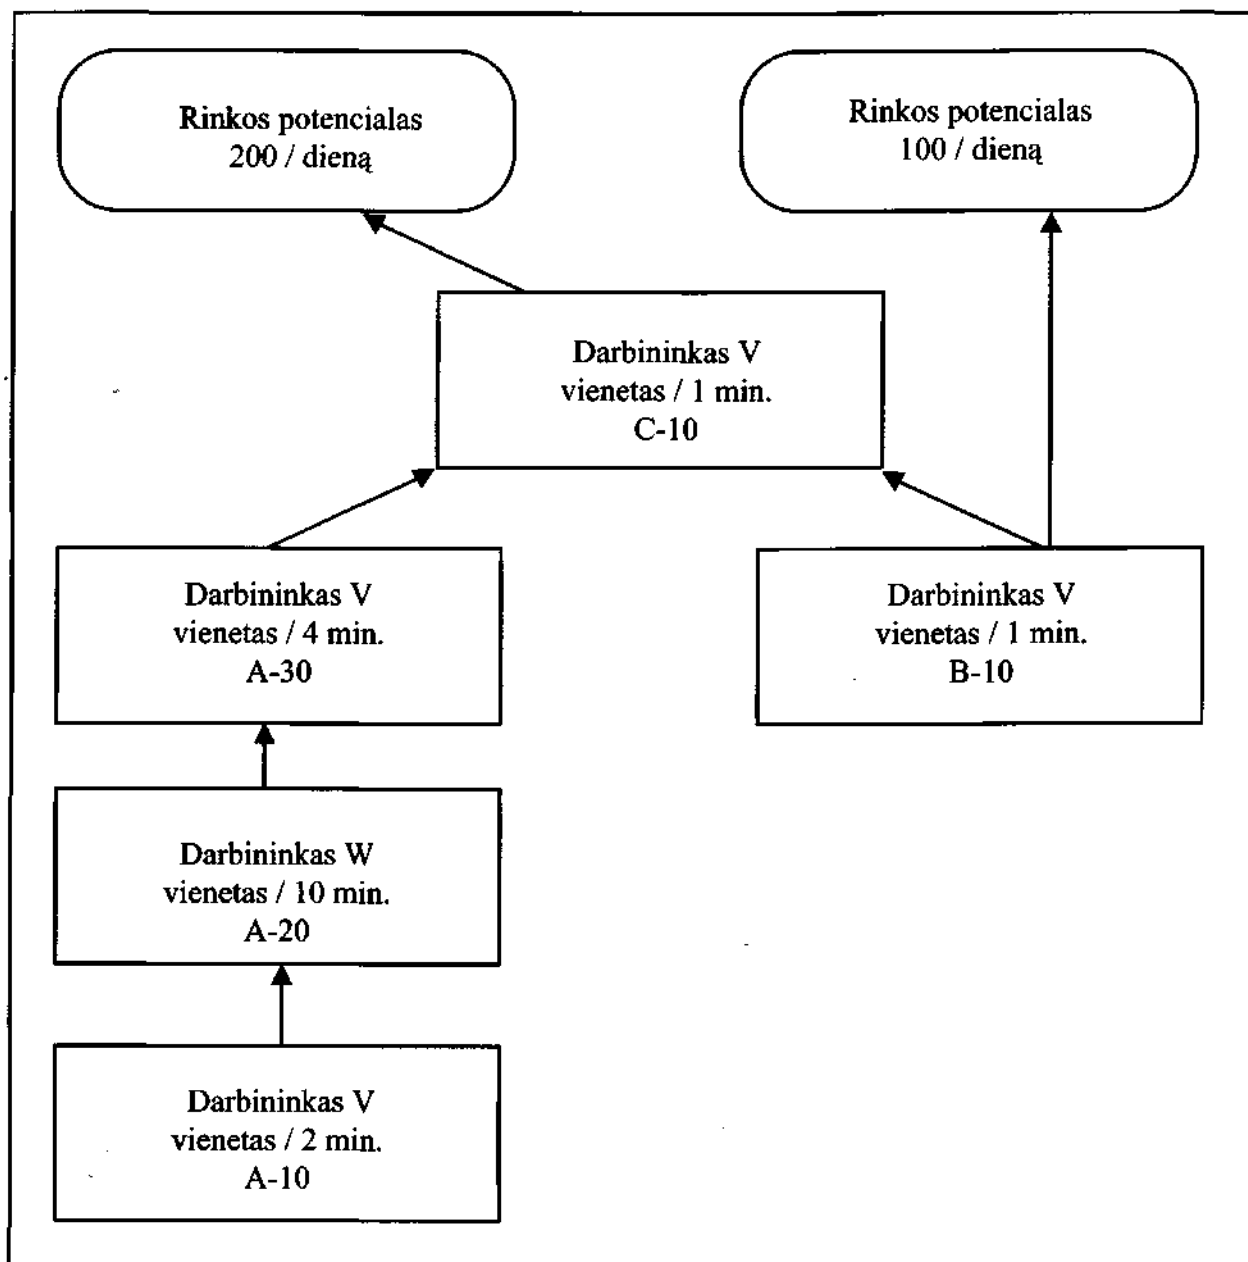 Rinkos potencialas
200 / dieną
Rinkos potencialas
100 / dieną
Darbininkas V
vienetas / 1 min.
C-10
Darbininkas V
vienetas / 4 min.
A-30
Darbininkas V
vienetas / 1 min.
B-10
Darbininkas W
vienetas / 10 min.
A-20
Darbininkas V
vienetas / 2 min.
A-10